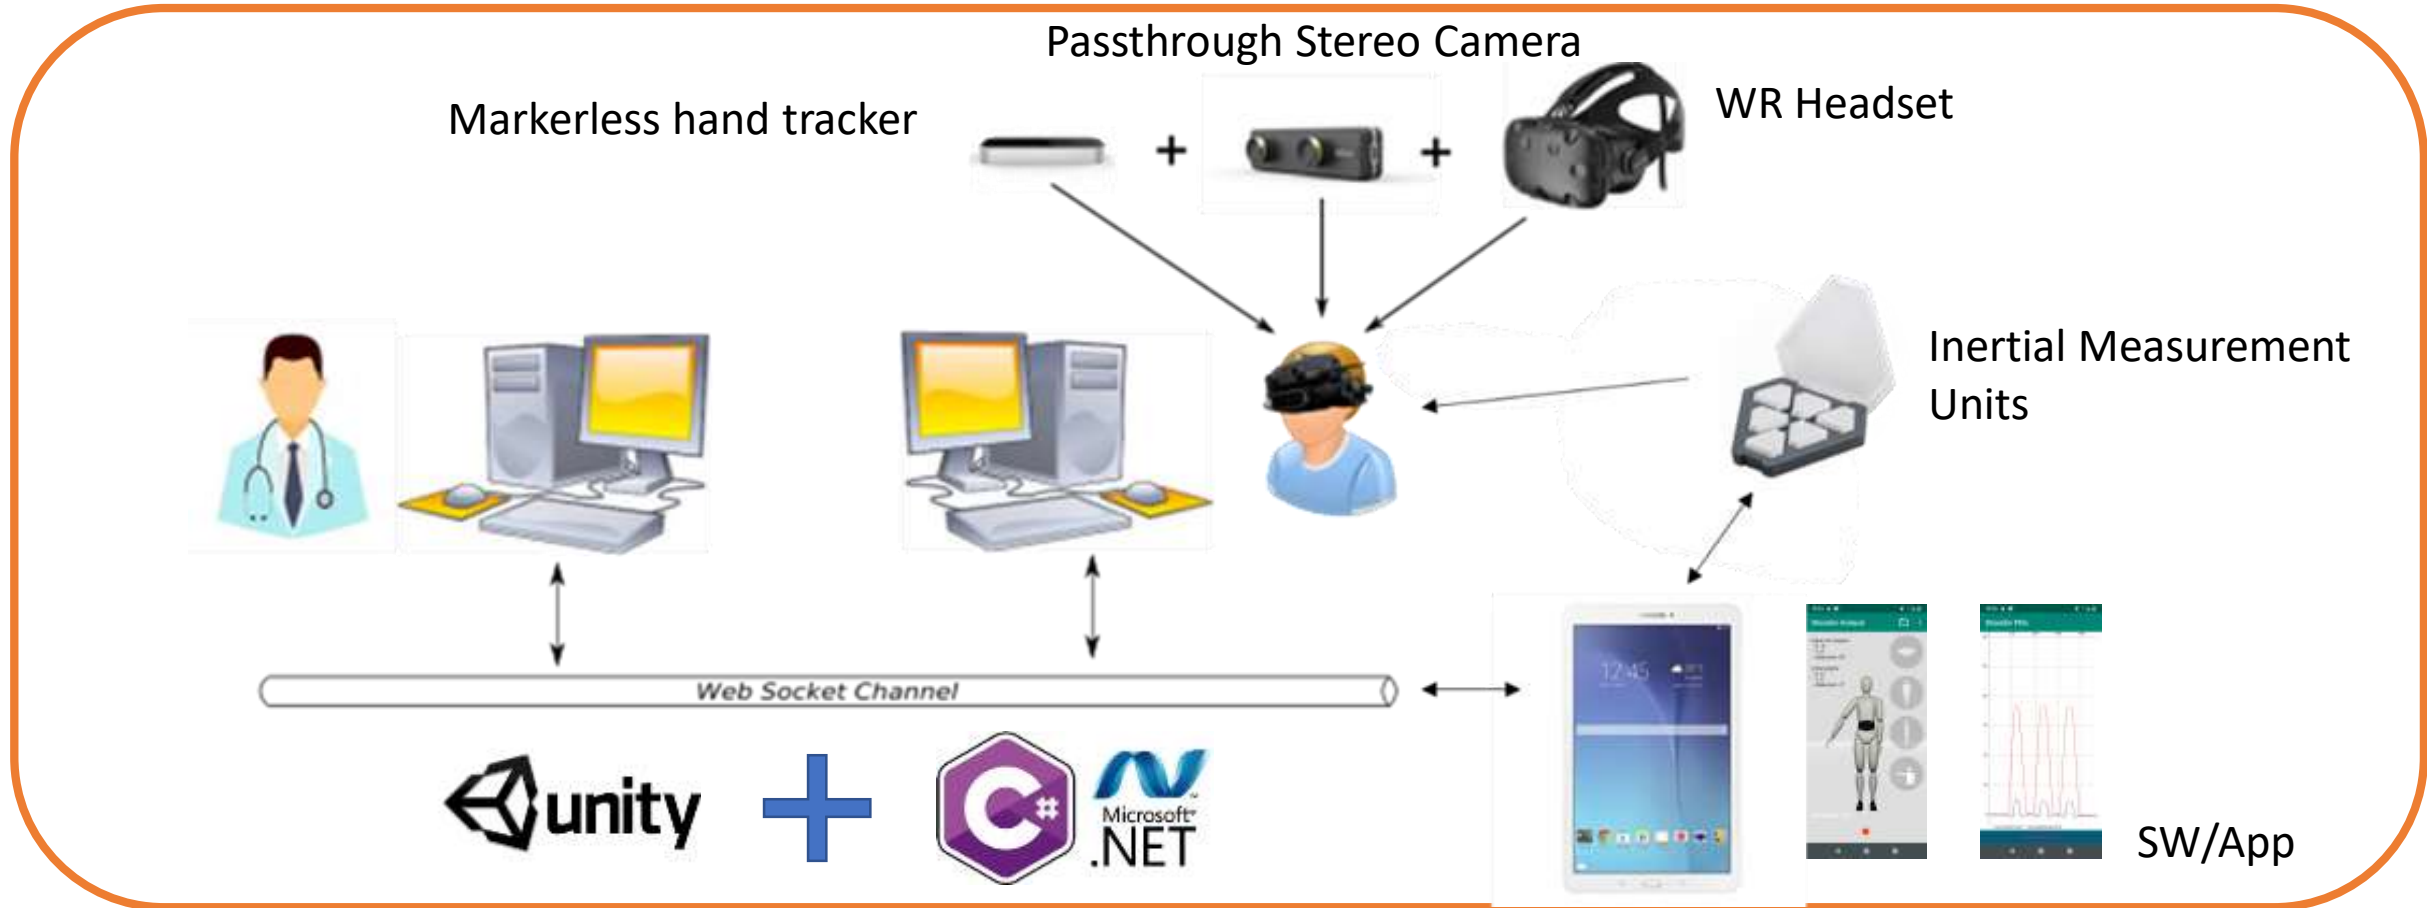 Passthrough Stereo Camera
Markerless hand tracker
WR Headset
Inertial Measurement
Units
Web Socket Channel
12:45
unity
C#
Microsoft
.NET
SW/App